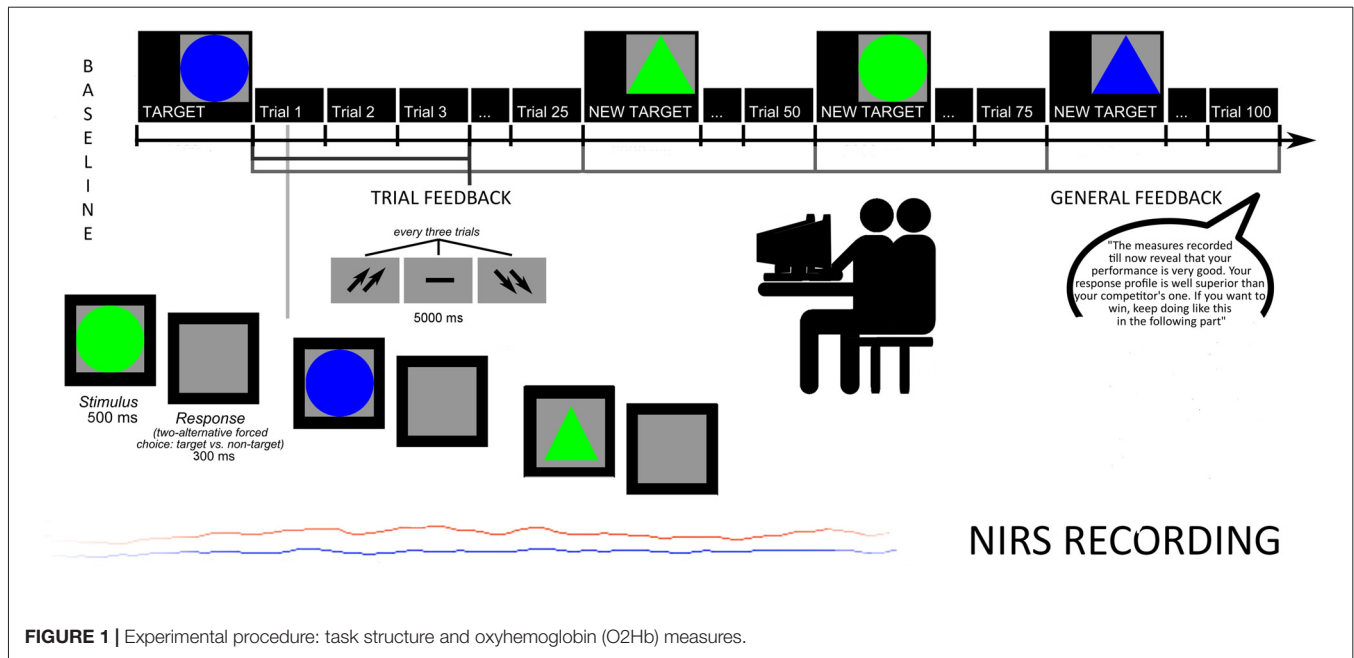 B
A
S
E
L
I
N
E
TARGET
Trial 1
Trial 2
Trial 3
...
Trial 25
NEW TARGET
...
Trial 50
NEW TARGET
...
Trial 75
NEW TARGET
...
Trial 100
TRIAL FEEDBACK
every three trials
5000 ms
GENERAL FEEDBACK
"The measures recorded
till now reveal that your
performance is very good. Your
response profile is well superior than
your competitor's one. If you want to
win, keep doing like this
in the following part"
Stimulus
500 ms
Response
(two-alternative forced
choice: target vs. non-target)
300 ms
NIRS RECORDING
FIGURE 1 | Experimental procedure: task structure and oxyhemoglobin (O2Hb) measures.